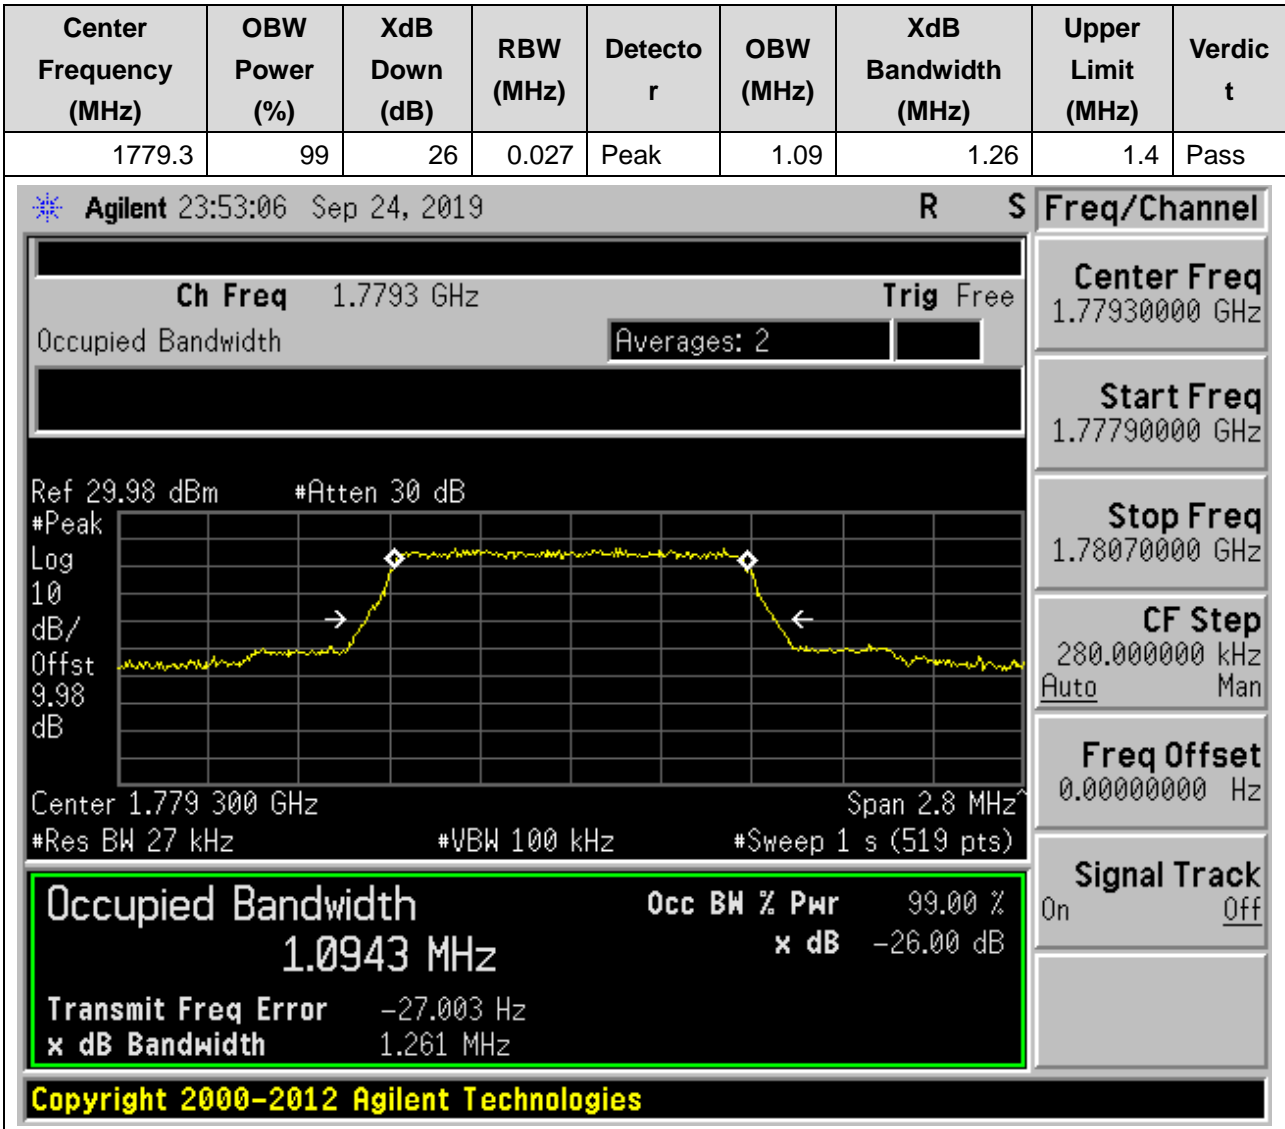 Center Frequency (MHz) OBW Power (%) XdB Down (dB) RBW (MHz) Detecto r OBW (MHz) XdB Bandwidth (MHz) Upper Limit (MHz) Verdic t
1779.3 99 26 0.027 Peak 1.09 1.26 1.4 Pass
Agilent 23:53:06 Sep 24, 2019 R S Freq/Channel
Ch Freq 1.7793 GHz Trig Free
Occupied Bandwidth Averages: 2
Center Freq
1.77930000 GHz
Start Freq
1.77790000 GHz
Stop Freq
1.78070000 GHz
CF Step
280.000000 kHz
Auto Man
Freq Offset
0.00000000 Hz
Signal Track
On Off
Ref 29.98 dBm #Atten 30 dB
#Peak
Log
10
dB/
Offst
9.98
dB
Center 1.779 300 GHz Span 2.8 MHz^
#Res BW 27 kHz #VBW 100 kHz #Sweep 1 s (519 pts)
Occupied Bandwidth Occ BW % Pwr 99.00 %
1.0943 MHz x dB -26.00 dB
Transmit Freq Error -27.003 Hz
x dB Bandwidth 1.261 MHz
Copyright 2000-2012 Agilent Technologies